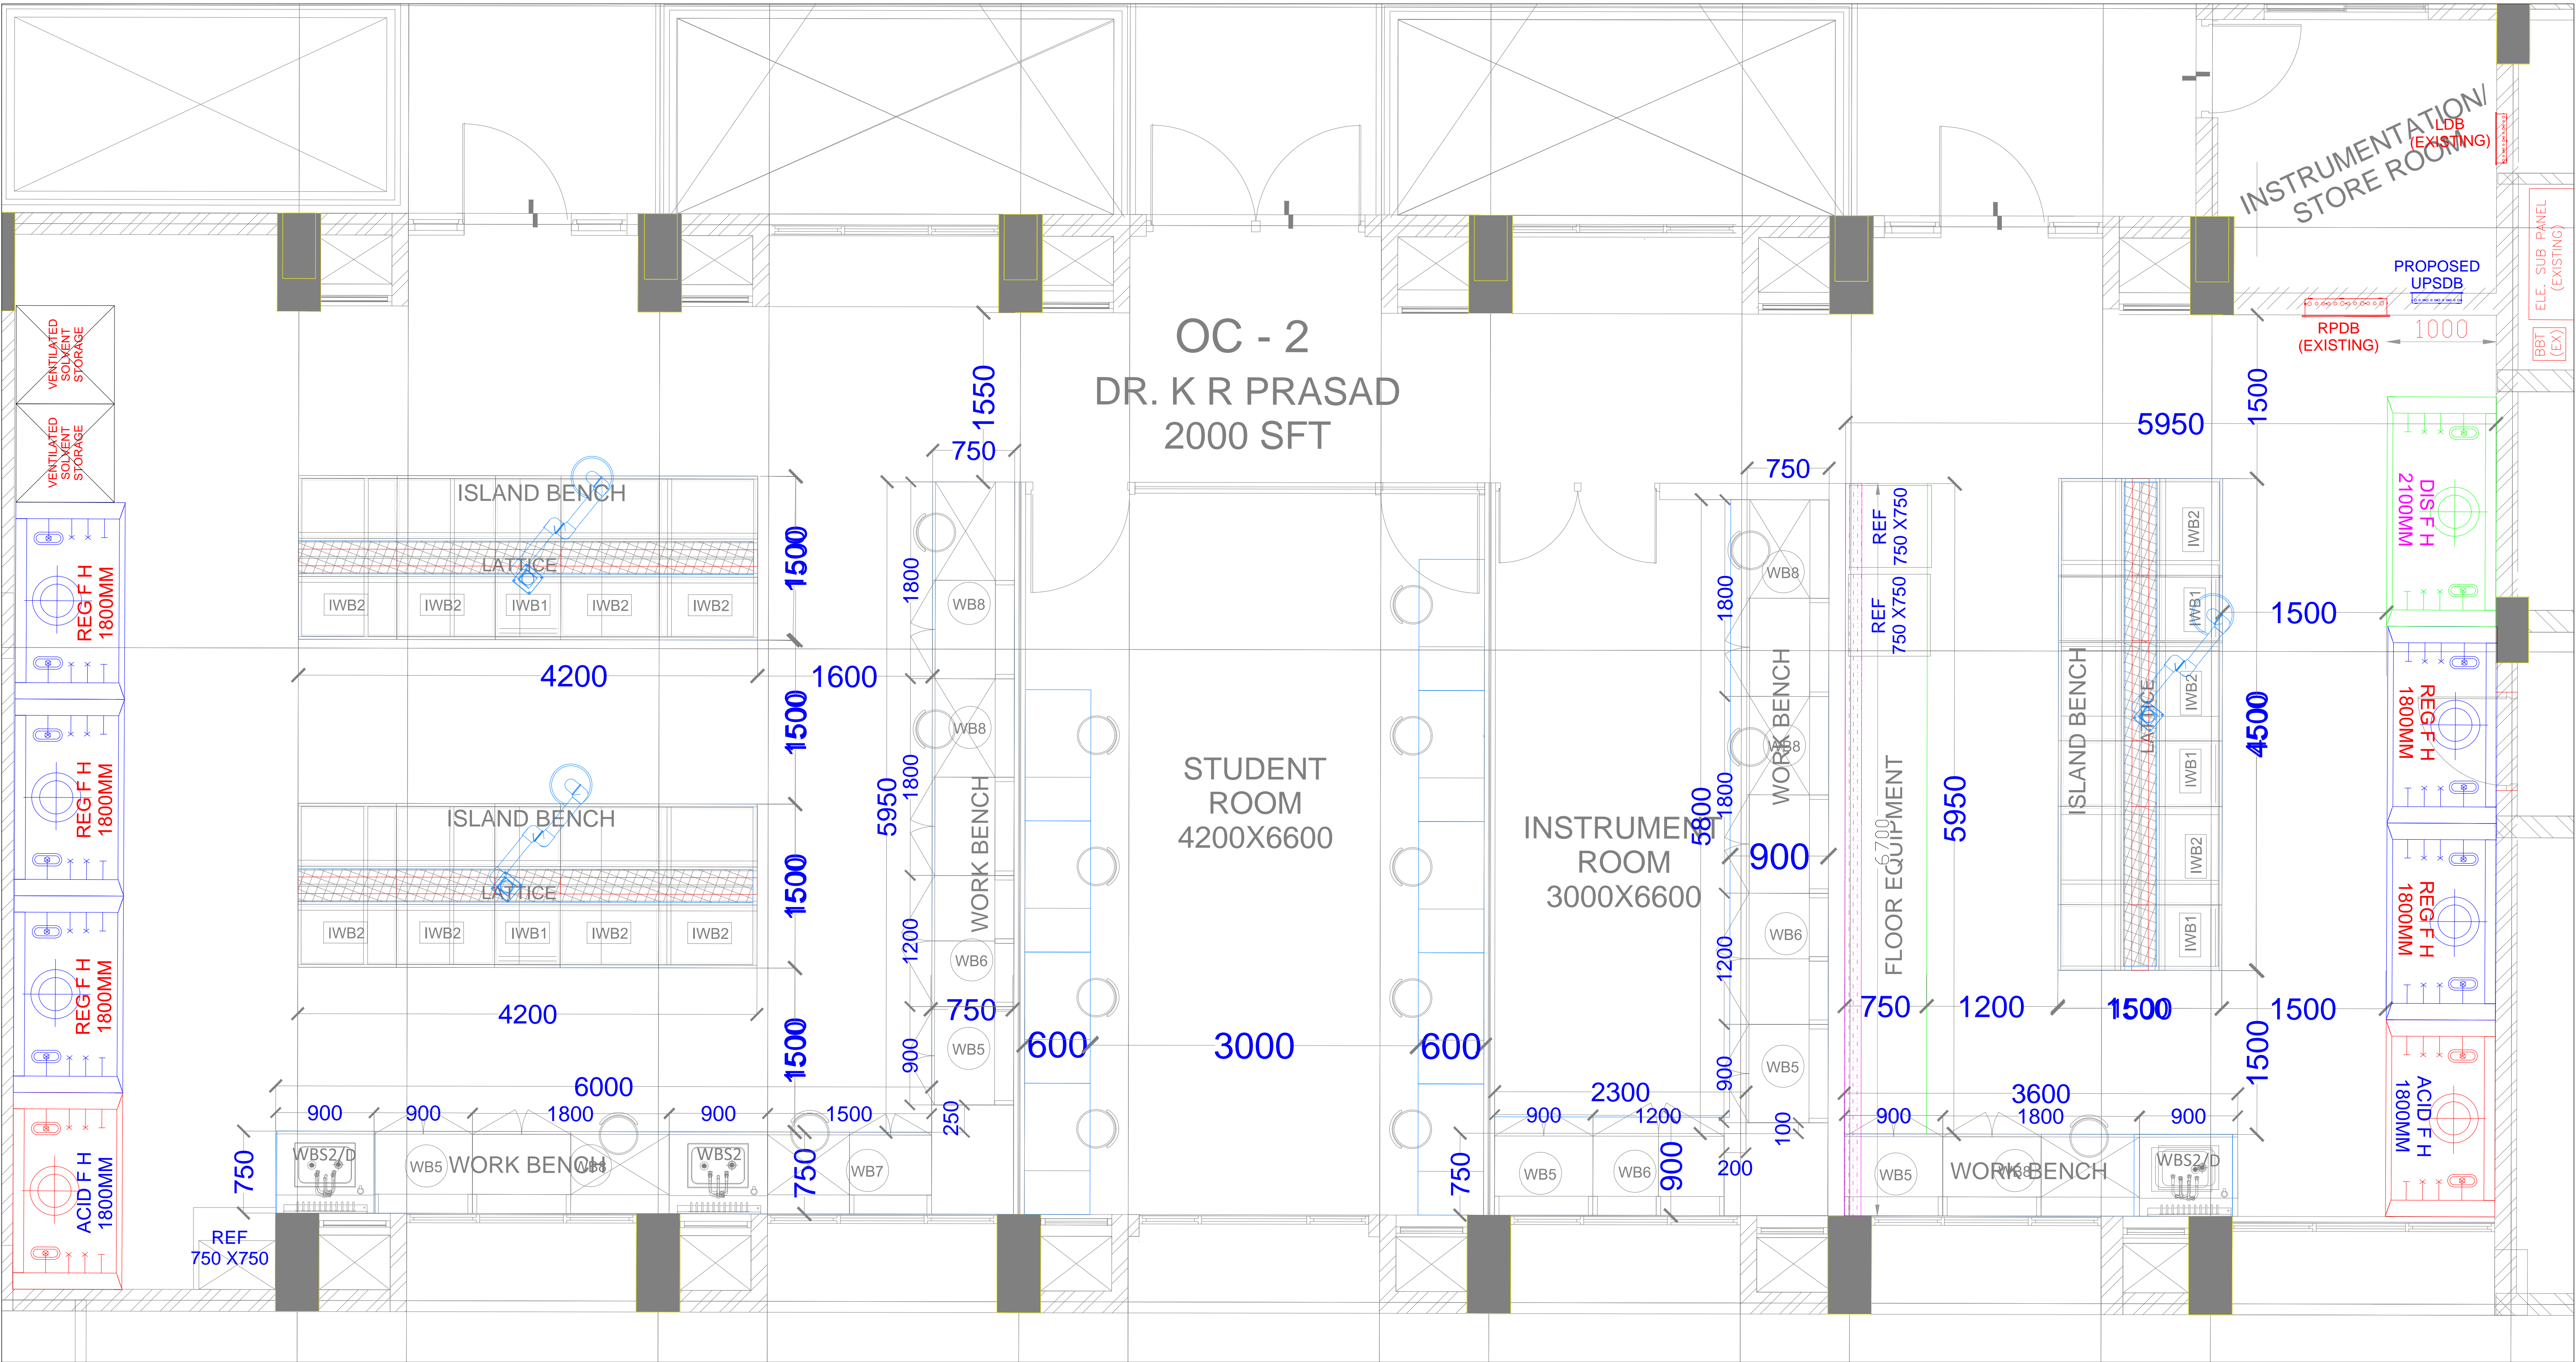 INSTRUMENTATION/
STORE ROOM
LDB
(EXISTING)
ELE. SUB PANEL
(EXISTING)
BBT
(EX)
PROPOSED
UPSDB
RPDB
(EXISTING)
1000
OC - 2
DR. K R PRASAD
2000 SFT
VENTILATED
SOLVENT
STORAGE
VENTILATED
SOLVENT
STORAGE
REG F H
1800MM
REG F H
1800MM
REG F H
1800MM
ACID F H
1800MM
ISLAND BENCH
LATTICE
IWB2
IWB2
IWB1
IWB2
IWB2
4200
1600
1500
1500
1500
1500
ISLAND BENCH
LATTICE
IWB2
IWB2
IWB1
IWB2
IWB2
4200
1550
750
1800
1800
1200
900
5950
WB8
WB8
WORK BENCH
WB6
750
WB5
250
6000
900
900
1800
900
1500
750
WBS2/D
WB5
WORK BENCH
WB8
WBS2
750
WB7
REF
750 X750
STUDENT
ROOM
4200X6600
600
3000
600
INSTRUMENT
ROOM
3000X6600
750
1800
1800
1200
900
5800
WB8
WB8
WORK BENCH
900
WB6
WB5
100
2300
900
1200
200
750
900
WB5
WB6
REF
750 X750
REF
750 X750
FLOOR EQUIPMENT
6700
5950
5950
1500
750
1200
1500
1500
1500
1500
4500
ISLAND BENCH
LATTICE
IWB2
IWB1
IWB2
IWB1
IWB2
IWB1
3600
900
1800
900
WB5
WORK BENCH
WB8
WBS2/D
DIS F H
2100MM
REG F H
1800MM
REG F H
1800MM
ACID F H
1800MM